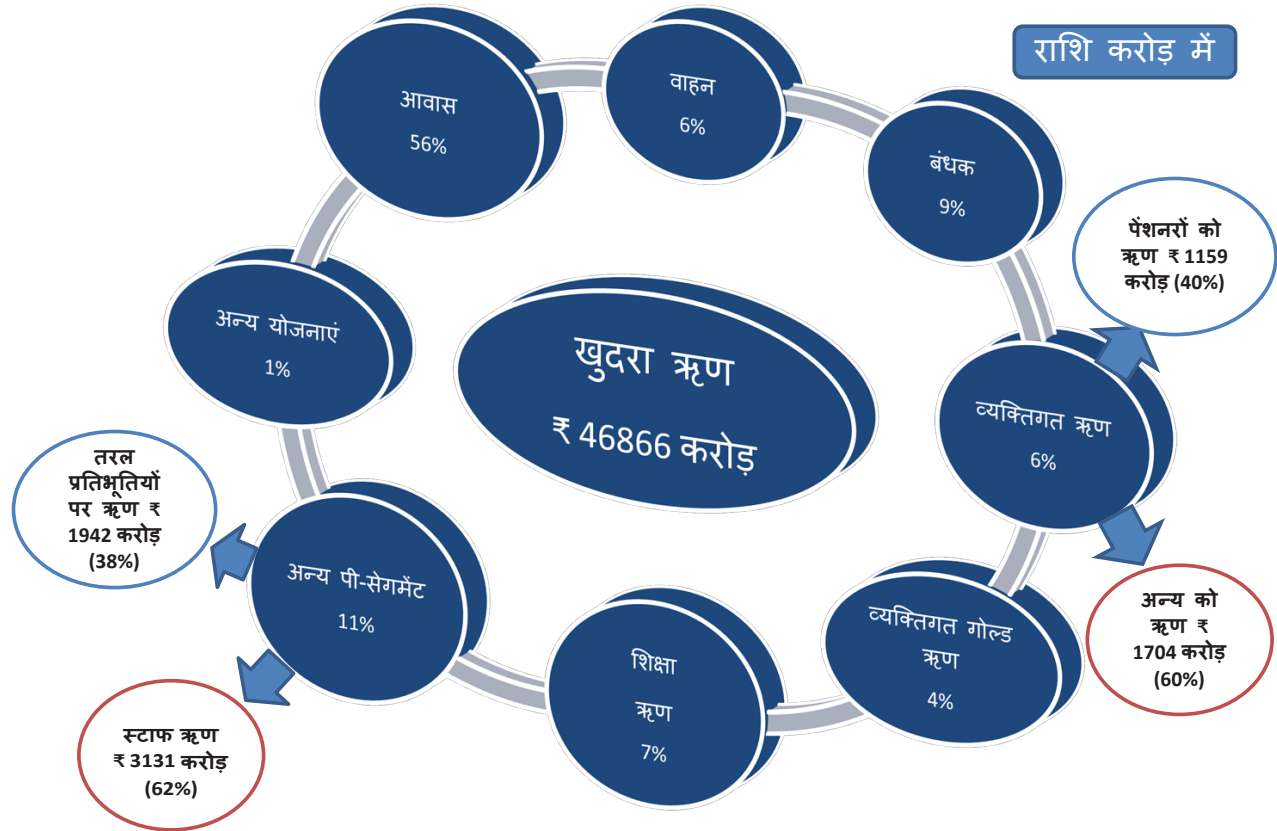 राशि करोड़ में
आवास
56%
वाहन
6%
बंधक
9%
पेंशनरों को
ऋण ₹ 1159
करोड़ (40%)
व्यक्तिगत ऋण
6%
अन्य को
ऋण ₹
1704 करोड़
(60%)
व्यक्तिगत गोल्ड
ऋण
4%
शिक्षा
ऋण
7%
अन्य पी-सेगमेंट
11%
तरल
प्रतिभूतियों
पर ऋण ₹
1942 करोड़
(38%)
स्टाफ ऋण
₹ 3131 करोड़
(62%)
अन्य योजनाएं
1%
खुदरा ऋण
₹ 46866 करोड़